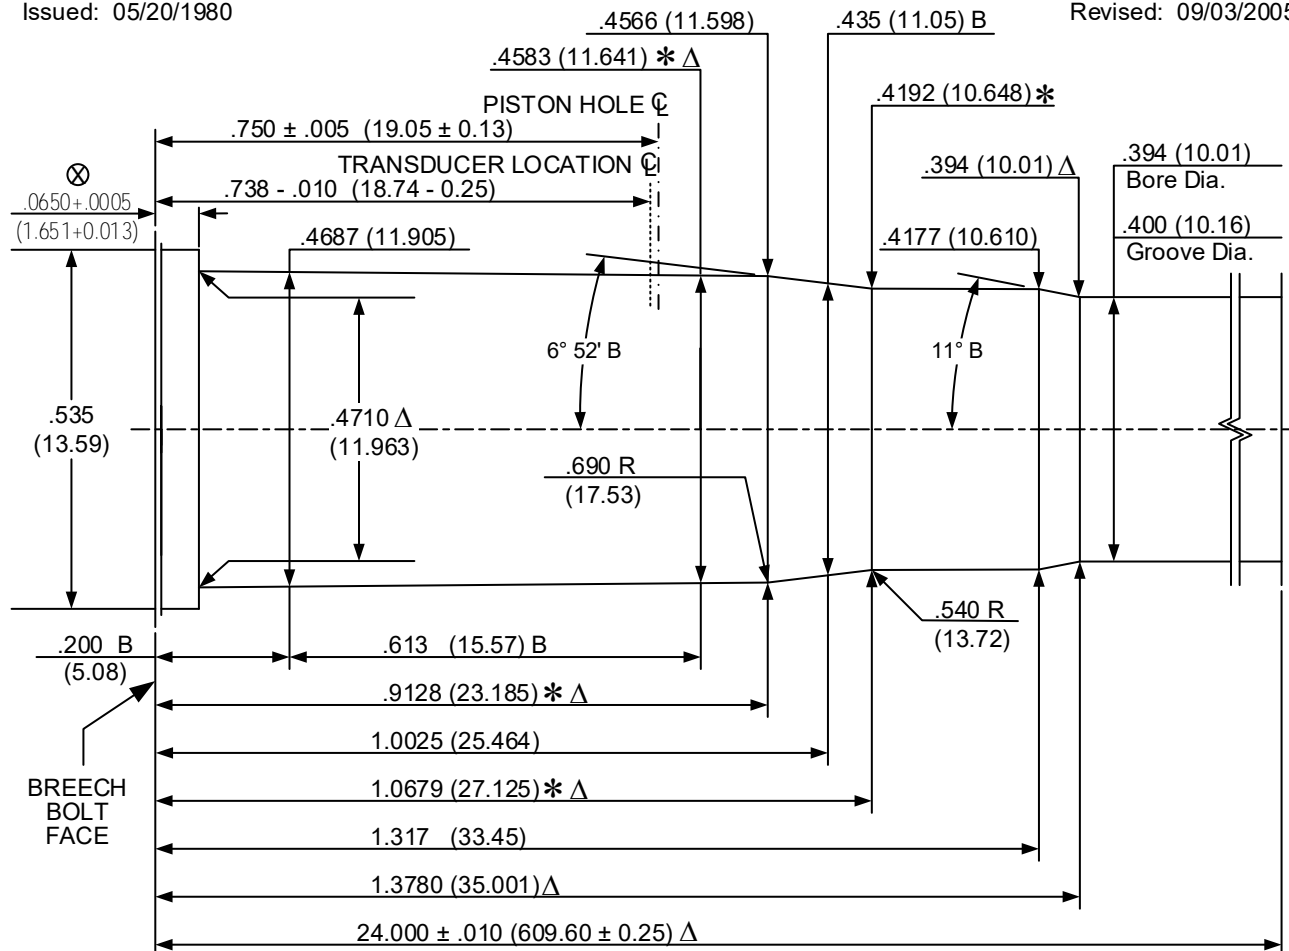 Issued: 05/20/1980
Revised: 09/03/2005
.4566 (11.598)
.435 (11.05) B
.4583 (11.641) ✻ Δ
.4192 (10.648) ✻
PISTON HOLE ℄
.750 ± .005 (19.05 ± 0.13)
TRANSDUCER LOCATION ℄
.738 - .010 (18.74 - 0.25)
.394 (10.01) Δ
.394 (10.01)
Bore Dia.
⊗
.0650+.0005
(1.651+0.013)
.4687 (11.905)
.4177 (10.610)
.400 (10.16)
Groove Dia.
6° 52' B
11° B
.535
(13.59)
.4710 Δ
(11.963)
.690 R
(17.53)
.540 R
(13.72)
.200 B
(5.08)
.613 (15.57) B
.9128 (23.185) ✻ Δ
1.0025 (25.464)
1.0679 (27.125) ✻ Δ
BREECH
BOLT
FACE
1.317 (33.45)
1.3780 (35.001) Δ
24.000 ± .010 (609.60 ± 0.25) Δ